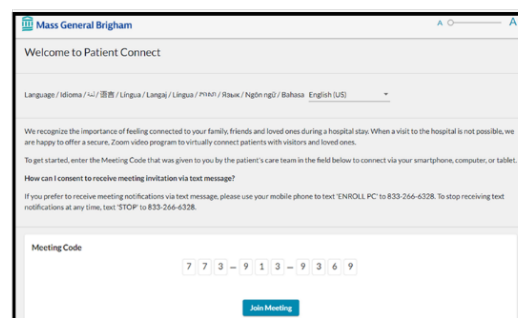 Mass General Brigham
A A
Welcome to Patient Connect
Language / Idioma / / 语言 / Língua / Langaj / Lingua / / Язык / Ngôn ngữ / Bahasa English (US)
We recognize the importance of feeling connected to your family, friends and loved ones during a hospital stay. When a visit to the hospital is not possible, we
are happy to offer a secure, Zoom video program to virtually connect patients with visitors and loved ones.
To get started, enter the Meeting Code that was given to you by the patient's care team in the field below to connect via your smartphone, computer, or tablet.
How can I consent to receive meeting invitation via text message?
If you prefer to receive meeting notifications via text message, please use your mobile phone to text 'ENROLL PC' to 833-266-6328. To stop receiving text
notifications at any time, text 'STOP' to 833-266-6328.
Meeting Code
7 7 3 – 9 1 3 – 9 3 6 9
Join Meeting